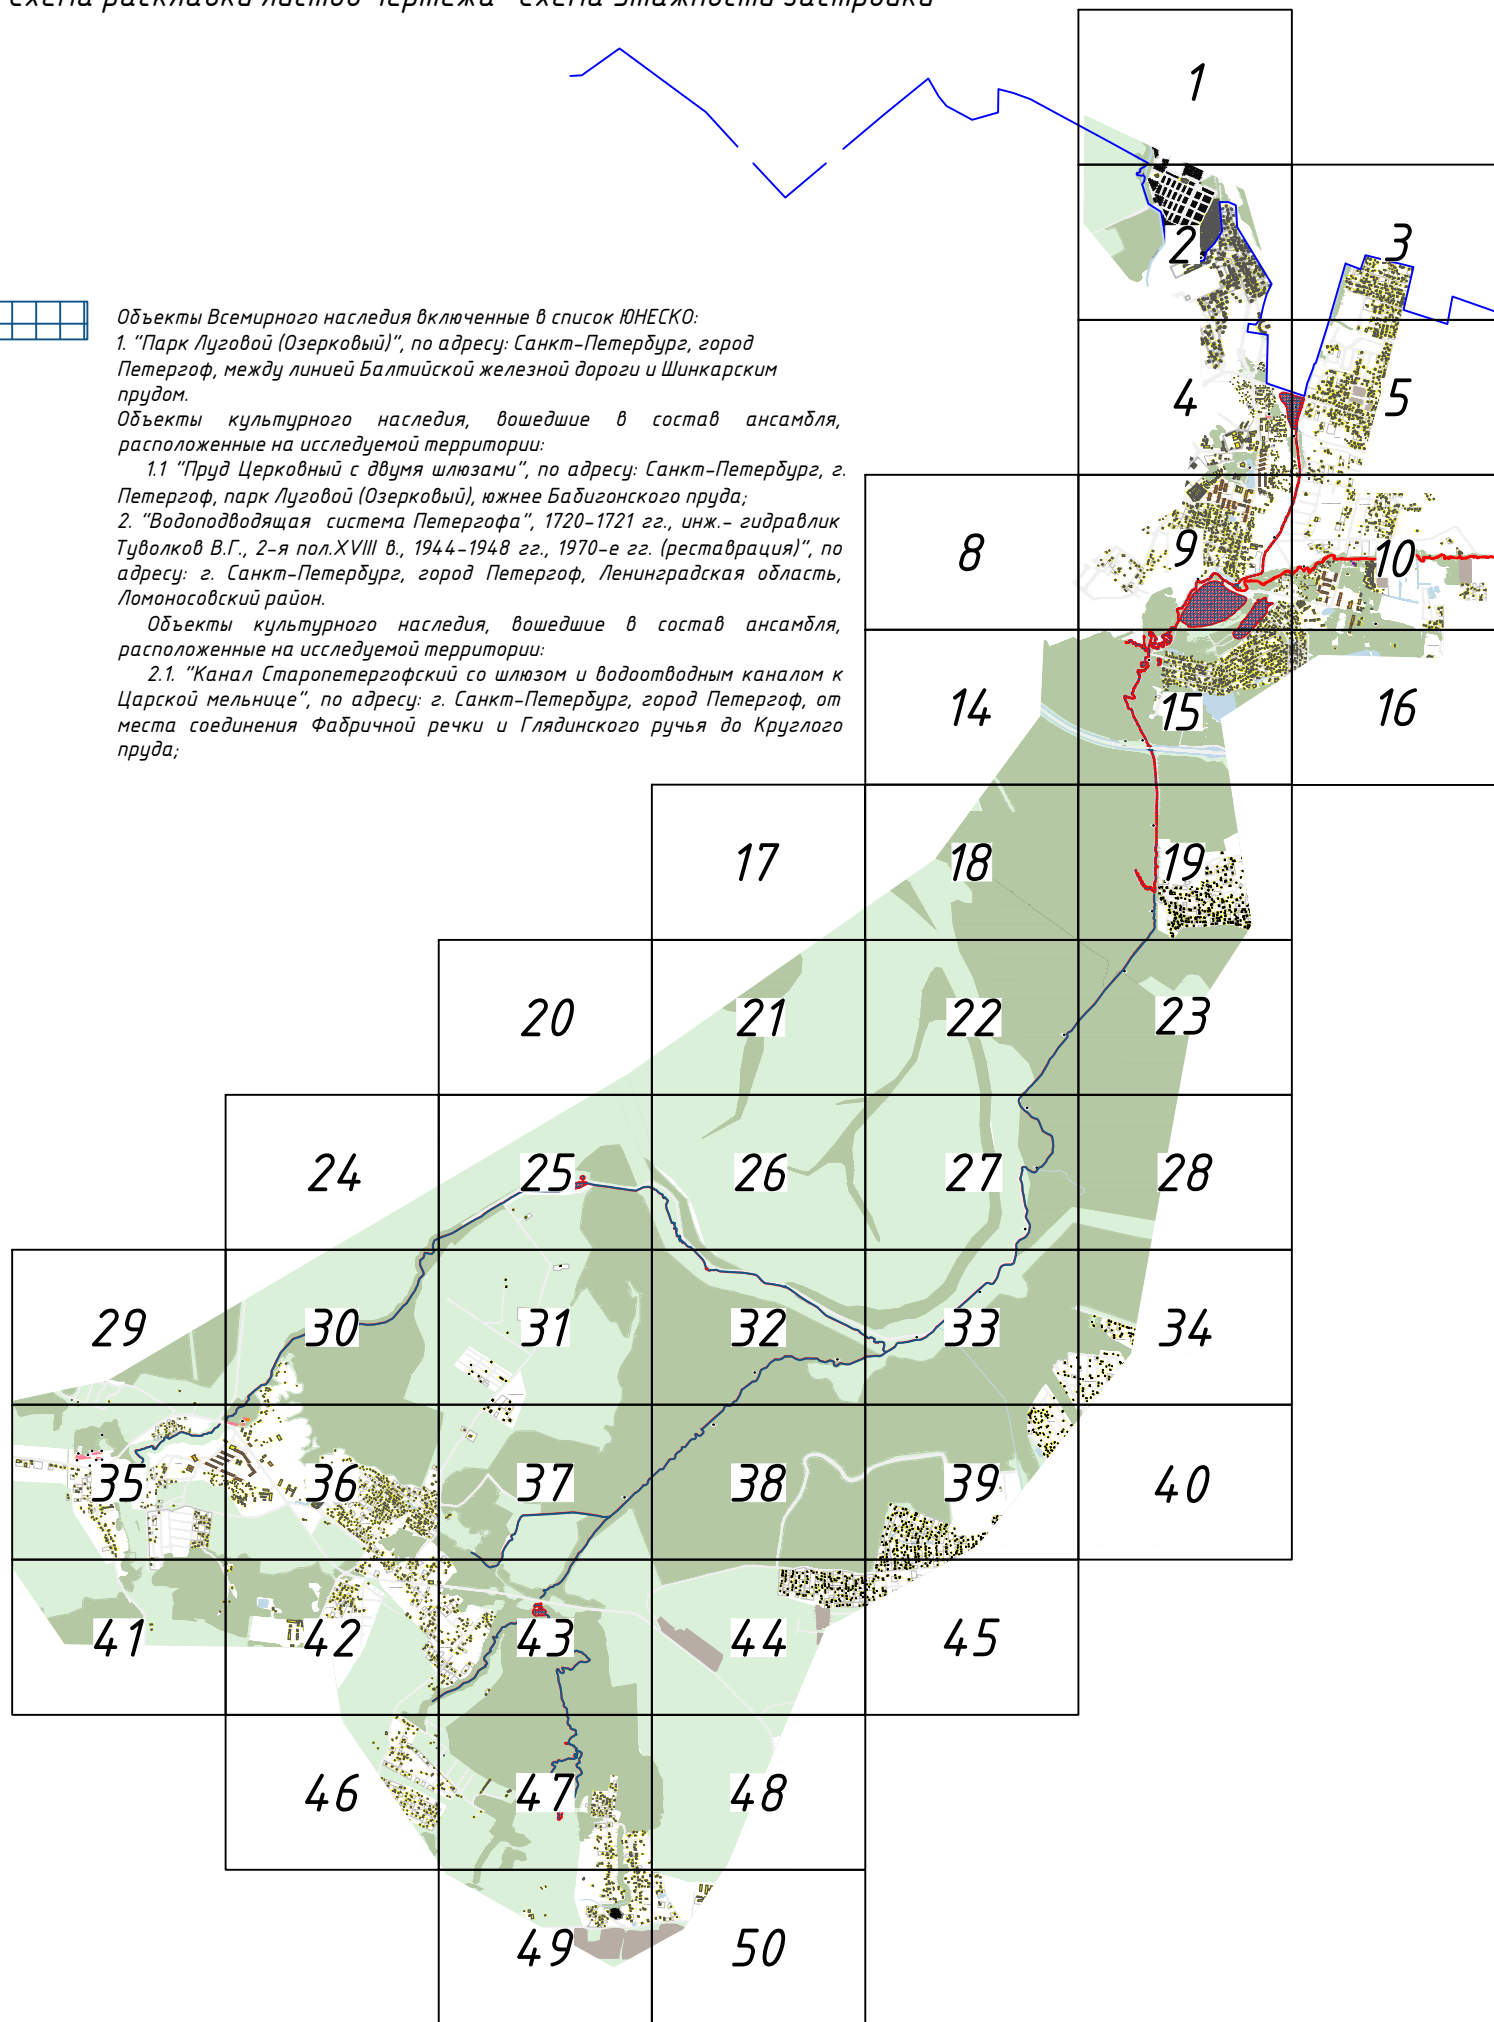 Схема раскладки листов чертежа "Схема этажности застройки"
1
2
3
Объекты Всемирного наследия включенные в список ЮНЕСКО:
1. "Парк Луговой (Озерковый)", по адресу: Санкт-Петербург, город
Петергоф, между линией Балтийской железной дороги и Шинкарским
прудом.
Объекты культурного наследия, вошедшие в состав ансамбля,
расположенные на исследуемой территории:
1.1 "Пруд Церковный с двумя шлюзами", по адресу: Санкт-Петербург, г.
Петергоф, парк Луговой (Озерковый), южнее Бабигонского пруда;
2. "Водоподводящая система Петергофа", 1720-1721 гг., инж.- гидравлик
Туволков В.Г., 2-я пол.XVIII в., 1944-1948 гг., 1970-е гг. (реставрация)", по
адресу: г. Санкт-Петербург, город Петергоф, Ленинградская область,
Ломоносовский район.
Объекты культурного наследия, вошедшие в состав ансамбля,
расположенные на исследуемой территории:
2.1. "Канал Старопетергофский со шлюзом и водоотводным каналом к
Царской мельнице", по адресу: г. Санкт-Петербург, город Петергоф, от
места соединения Фабричной речки и Глядинского ручья до Круглого
пруда;
4 5
8 9 10
14 15 16
17 18 19
20 21 22 23
24 25 26 27 28
29 30 31 32 33 34
35 36 37 38 39 40
41 42 43 44 45
46 47 48
49 50